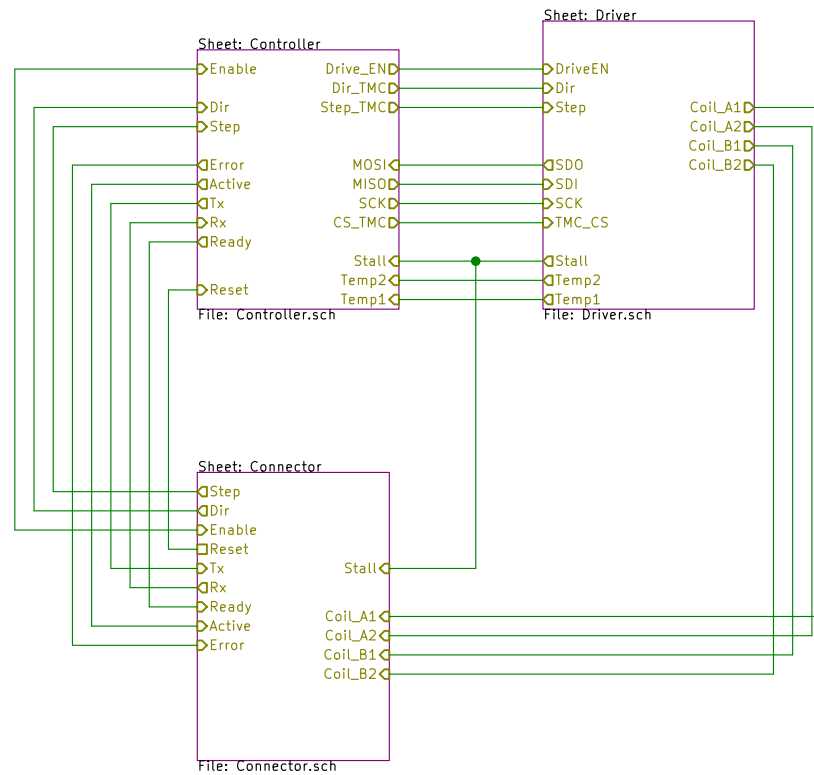 Sheet: Controller
Enable
Dir
Step
Error
Active
Tx
Rx
Ready
Reset
Drive_EN
Dir_TMC
Step_TMC
MOSI
MISO
SCK
CS_TMC
Stall
Temp2
Temp1
File: Controller.sch
Sheet: Driver
DriveEN
Dir
Step
SDO
SDI
SCK
TMC_CS
Stall
Temp2
Temp1
Coil_A1
Coil_A2
Coil_B1
Coil_B2
File: Driver.sch
Sheet: Connector
Step
Dir
Enable
Reset
Tx
Rx
Ready
Active
Error
Stall
Coil_A1
Coil_A2
Coil_B1
Coil_B2
File: Connector.sch